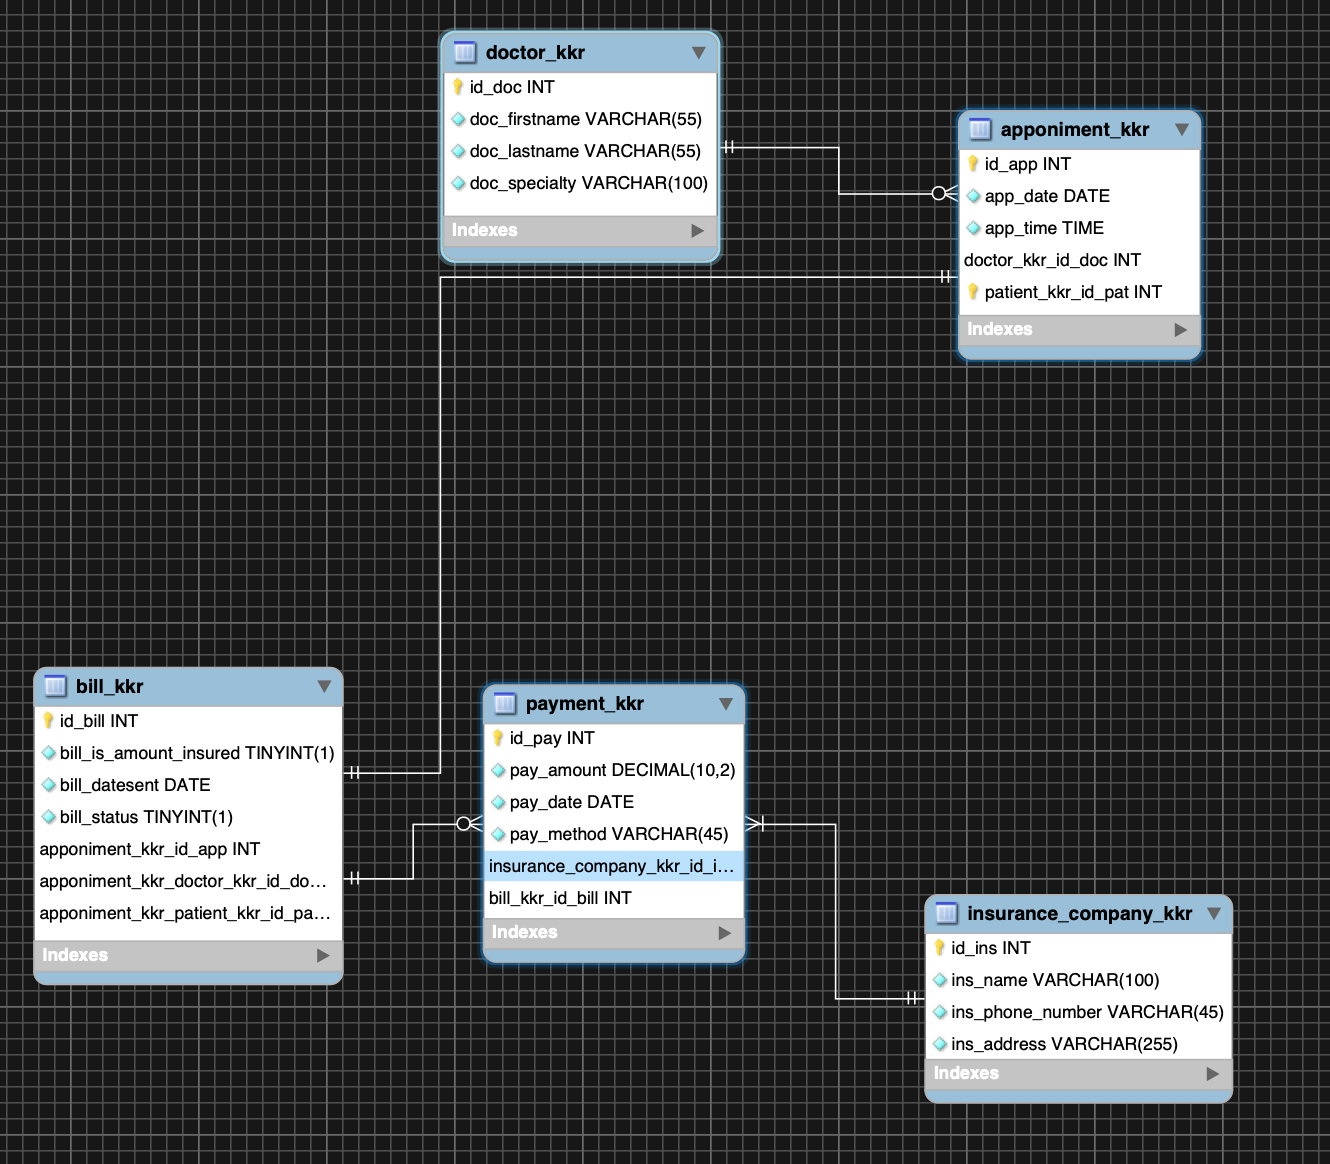 doctor_kkr
id_doc INT
doc_firstname VARCHAR(55)
doc_lastname VARCHAR(55)
doc_specialty VARCHAR(100)
Indexes
apponiment_kkr
id_app INT
app_date DATE
app_time TIME
doctor_kkr_id_doc INT
patient_kkr_id_pat INT
Indexes
bill_kkr
id_bill INT
bill_is_amount_insured TINYINT(1)
bill_datesent DATE
bill_status TINYINT(1)
apponiment_kkr_id_app INT
apponiment_kkr_doctor_kkr_id_do...
apponiment_kkr_patient_kkr_id_pa...
Indexes
payment_kkr
id_pay INT
pay_amount DECIMAL(10,2)
pay_date DATE
pay_method VARCHAR(45)
insurance_company_kkr_id_i...
bill_kkr_id_bill INT
Indexes
insurance_company_kkr
id_ins INT
ins_name VARCHAR(100)
ins_phone_number VARCHAR(45)
ins_address VARCHAR(255)
Indexes